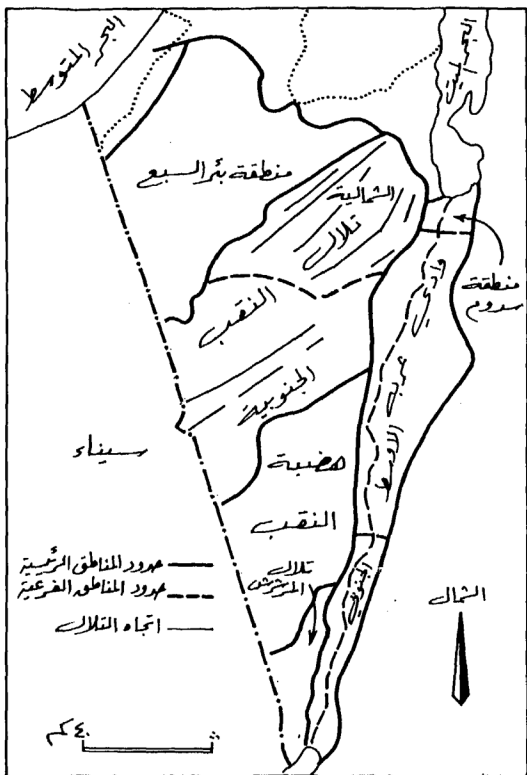 البحر المتوسط
البحر الميت
منطقة بئر السبع
الشمالية
تلال
النقب
الجنوبية
منطقة
سدوم
وادي عربة الأوسط
سيناء
هضبة
النقب
تلال
المرشرش
الجنوبي
حدود المناطق الرئيسية
حدود المناطق الفرعية
اتجاه التلال
الشمال
٤٠ كم